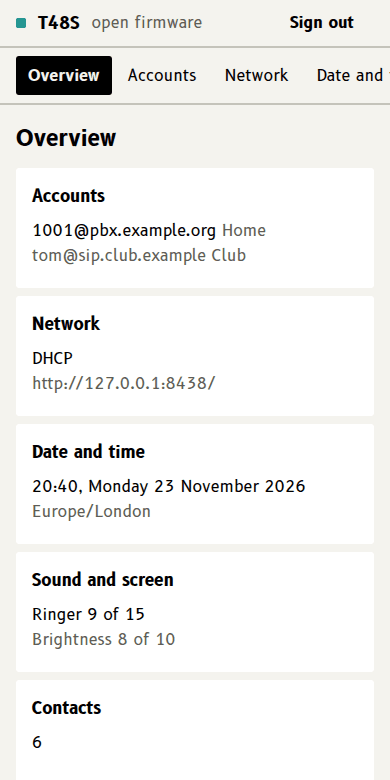 T48S open firmware Sign out
Overview Accounts Network Date and
Overview
Accounts
1001@pbx.example.org Home
tom@sip.club.example Club
Network
DHCP
http://127.0.0.1:8438/
Date and time
20:40, Monday 23 November 2026
Europe/London
Sound and screen
Ringer 9 of 15
Brightness 8 of 10
Contacts
6